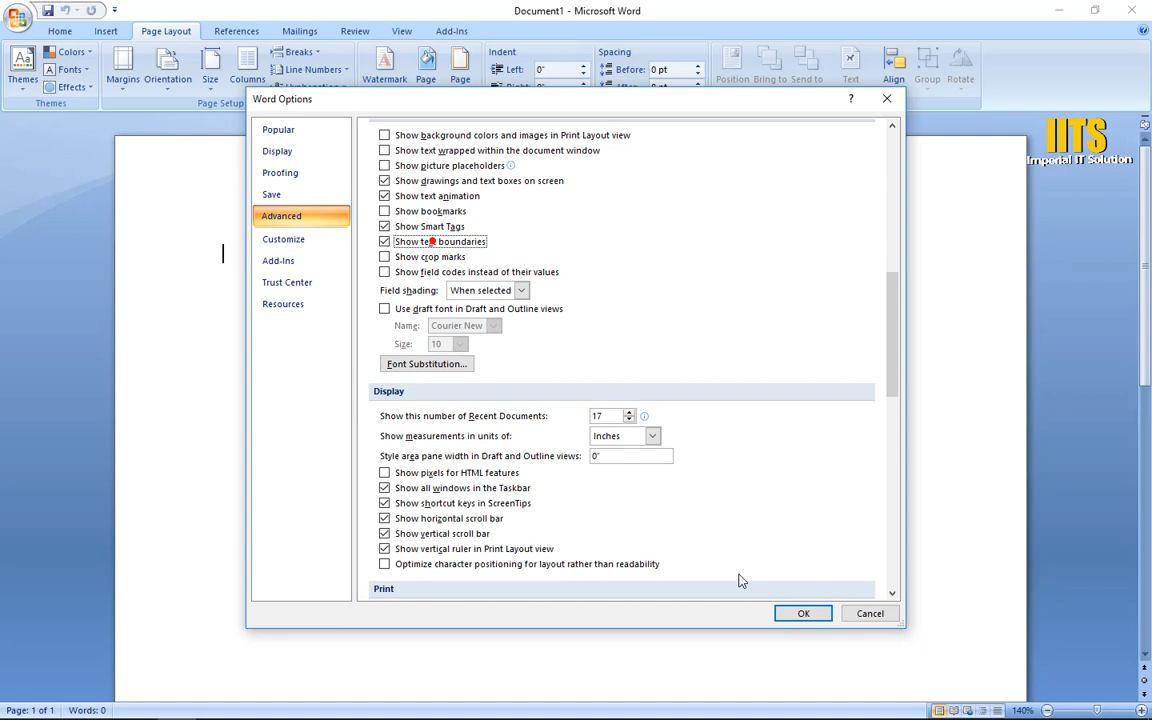 Document1 - Microsoft Word
Home Insert Page Layout References Mailings Review View Add-Ins
Themes
Colors
Fonts
Effects
Themes
Margins Orientation Size Columns
Breaks
Line Numbers
Page Setup
Watermark Page Page
Indent
Left: 0"
Spacing
Before: 0 pt
Position Bring to Send to Text Align Group Rotate
Word Options
Popular
Display
Proofing
Save
Advanced
Customize
Add-Ins
Trust Center
Resources
Show background colors and images in Print Layout view
Show text wrapped within the document window
Show picture placeholders
Show drawings and text boxes on screen
Show text animation
Show bookmarks
Show Smart Tags
Show text boundaries
Show crop marks
Show field codes instead of their values
Field shading: When selected
Use draft font in Draft and Outline views
Name: Courier New
Size: 10
Font Substitution...
Display
Show this number of Recent Documents: 17
Show measurements in units of: Inches
Style area pane width in Draft and Outline views: 0"
Show pixels for HTML features
Show all windows in the Taskbar
Show shortcut keys in ScreenTips
Show horizontal scroll bar
Show vertical scroll bar
Show vertical ruler in Print Layout view
Optimize character positioning for layout rather than readability
Print
OK Cancel
IITS
Imperial IT Solution
Page: 1 of 1 Words: 0 140%